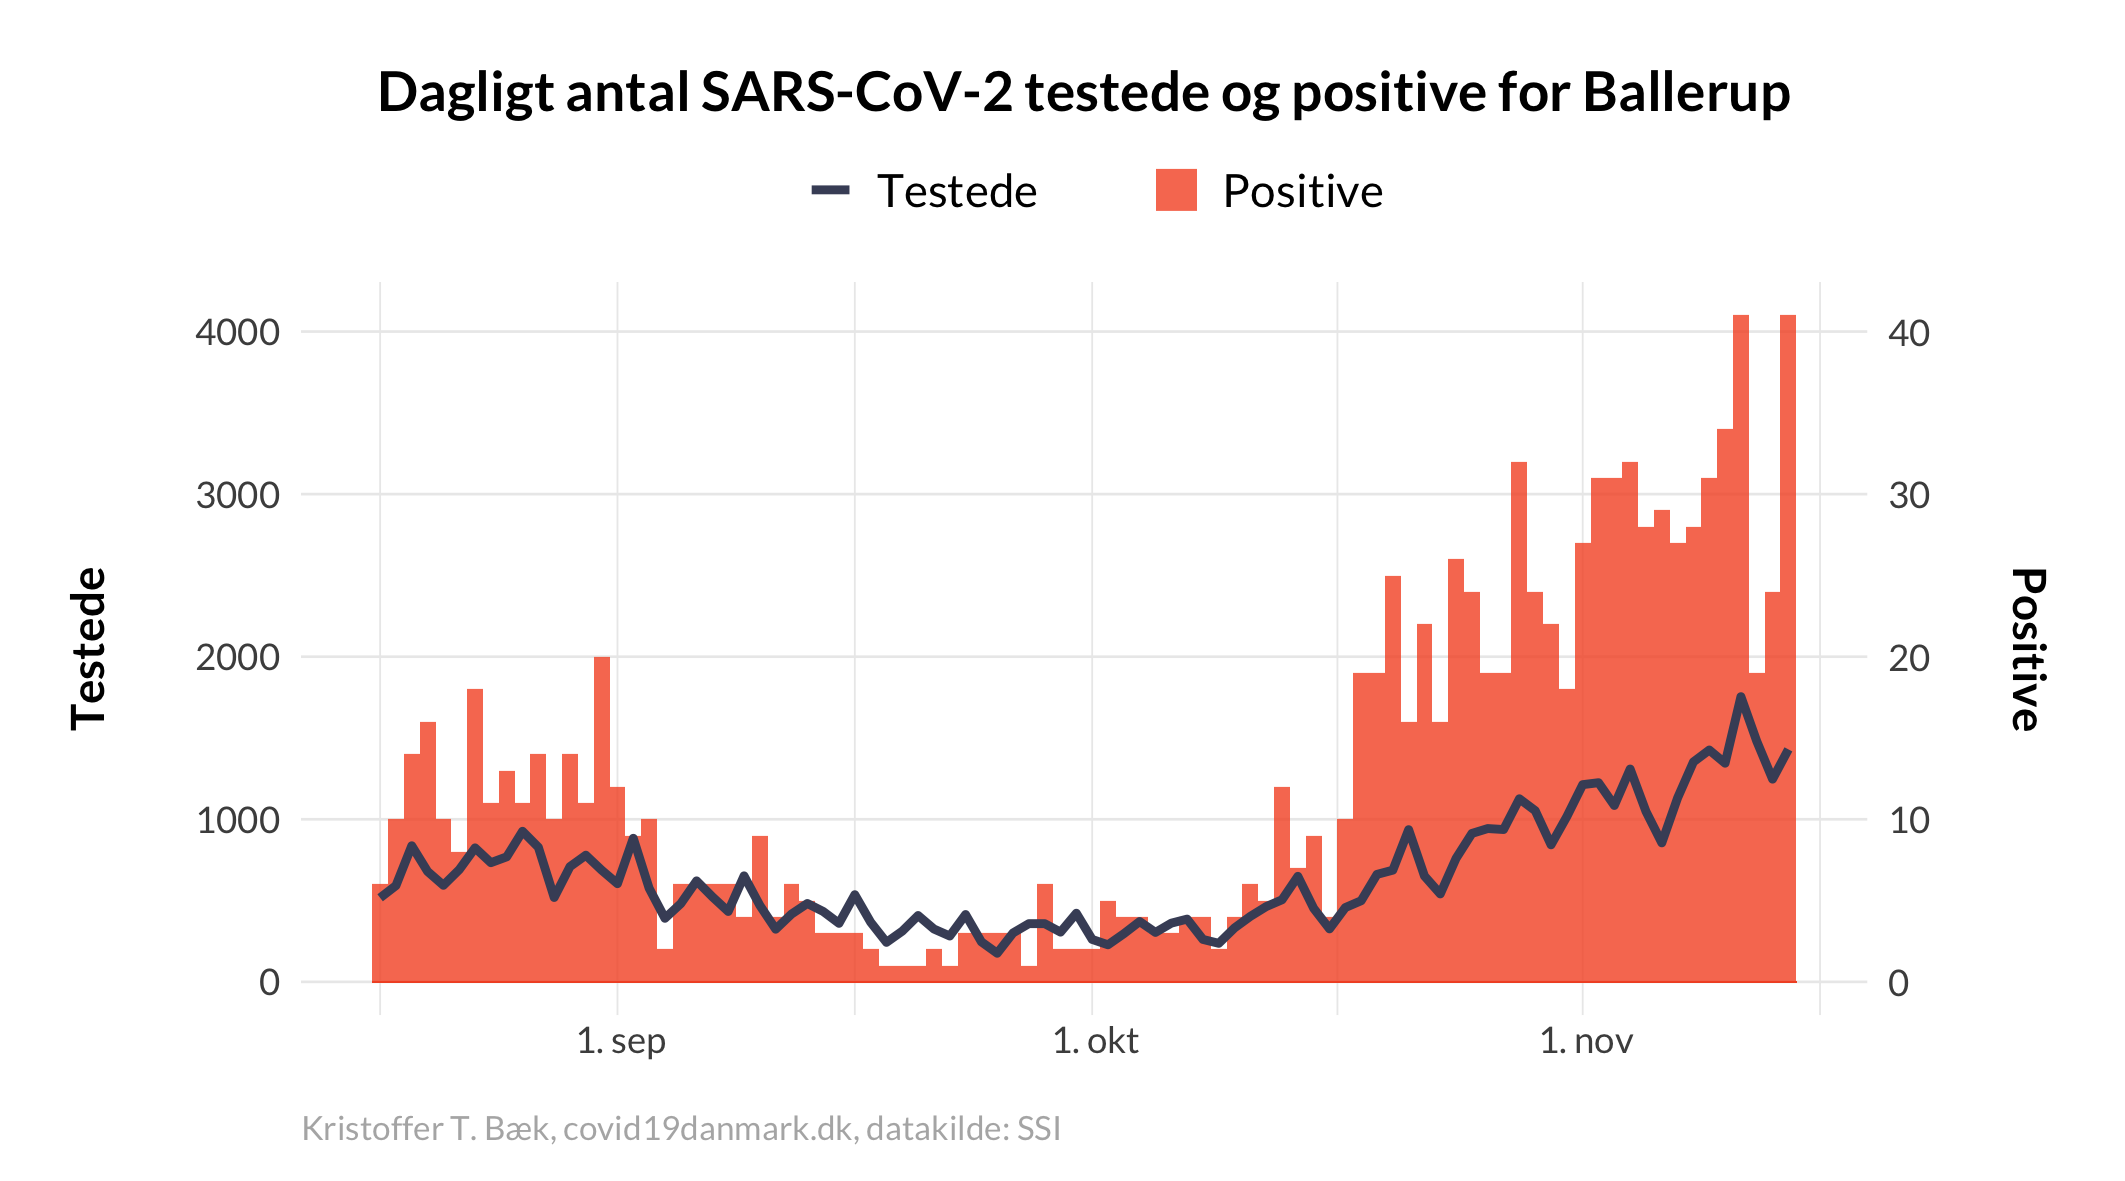 Dagligt antal SARS-CoV-2 testede og positive for Ballerup
Testede Positive
4000 40
3000 30
2000 20
1000 10
0 0
Testede
Positive
1. sep 1. okt 1. nov
Kristoffer T. Bæk, covid19danmark.dk, datakilde: SSI